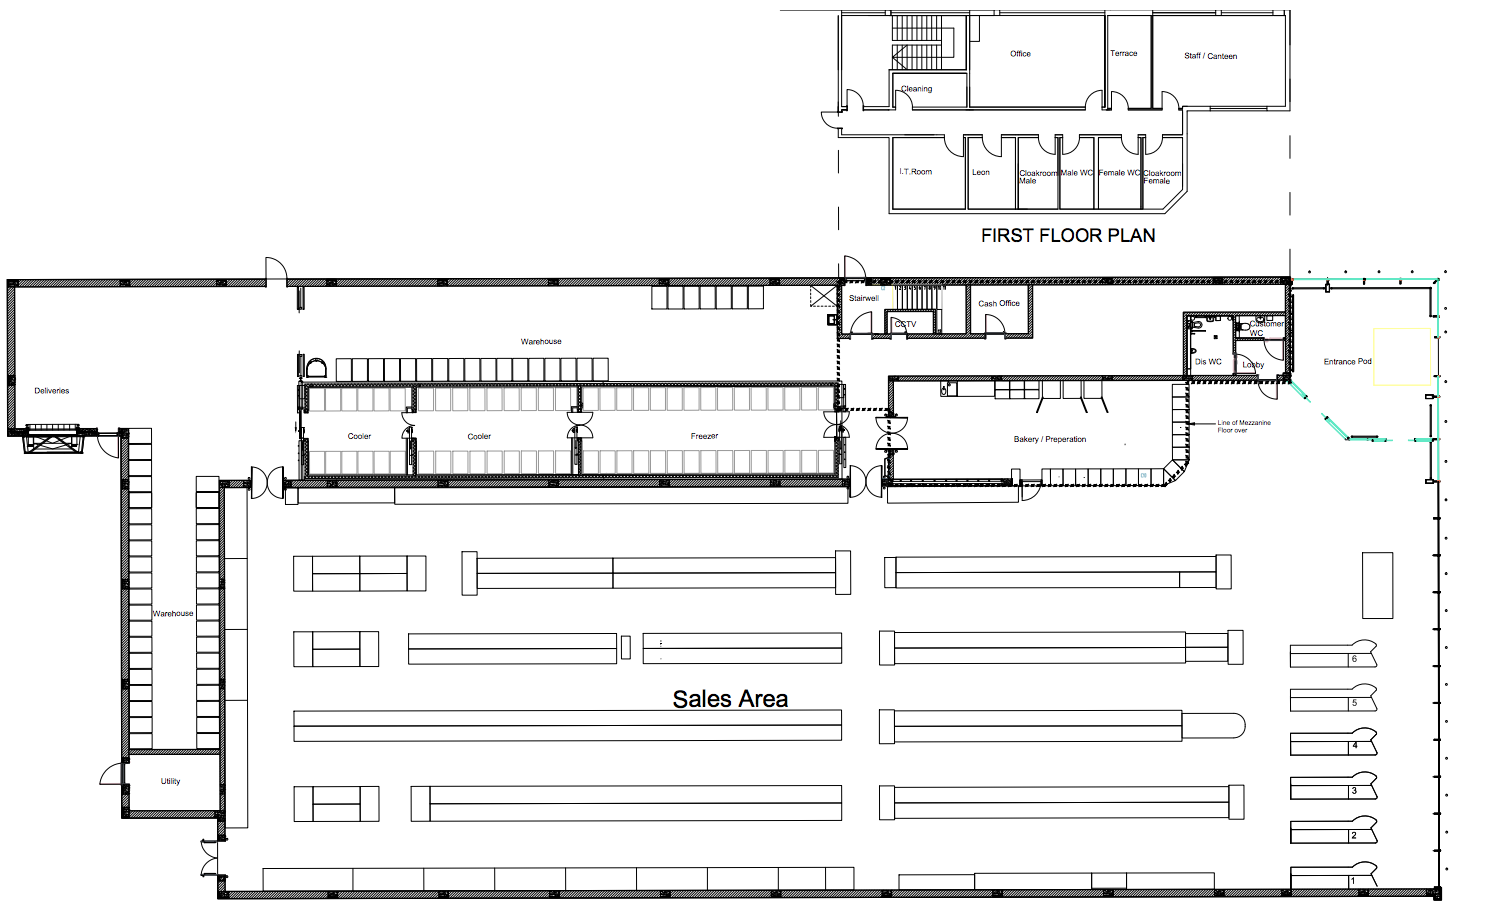 Office
Terrace
Staff / Canteen
Cleaning
I.T.Room
Leon
Cloakroom
Male
Male WC
Female WC
Cloakroom
Female
FIRST FLOOR PLAN
Stairwell
Cash Office
CCTV
Customer
WC
Warehouse
Dis WC
Lobby
Entrance Pod
Deliveries
Line of Mezzanine
Floor over
Cooler
Cooler
Freezer
Bakery / Preperation
Warehouse
6
Sales Area
5
4
Utility
3
2
1